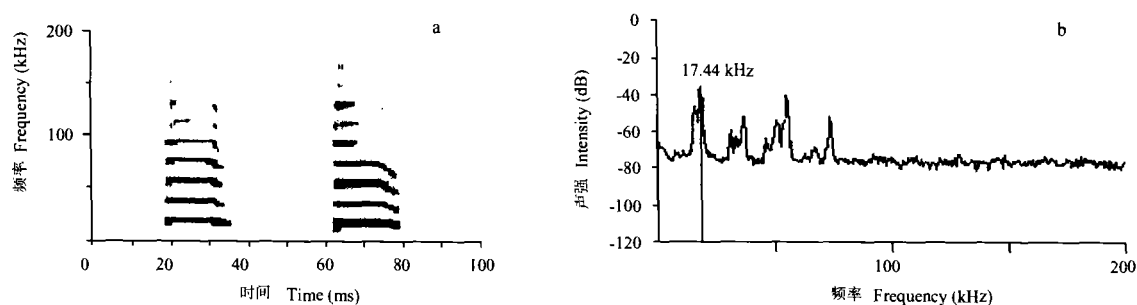 a
200
100
频率 Frequency (kHz)
0 20 40 60 80 100
时间 Time (ms)
b
0
-20
-40
-60
-80
-100
-120
声强 Intensity (dB)
17.44 kHz
100 200
频率 Frequency (kHz)